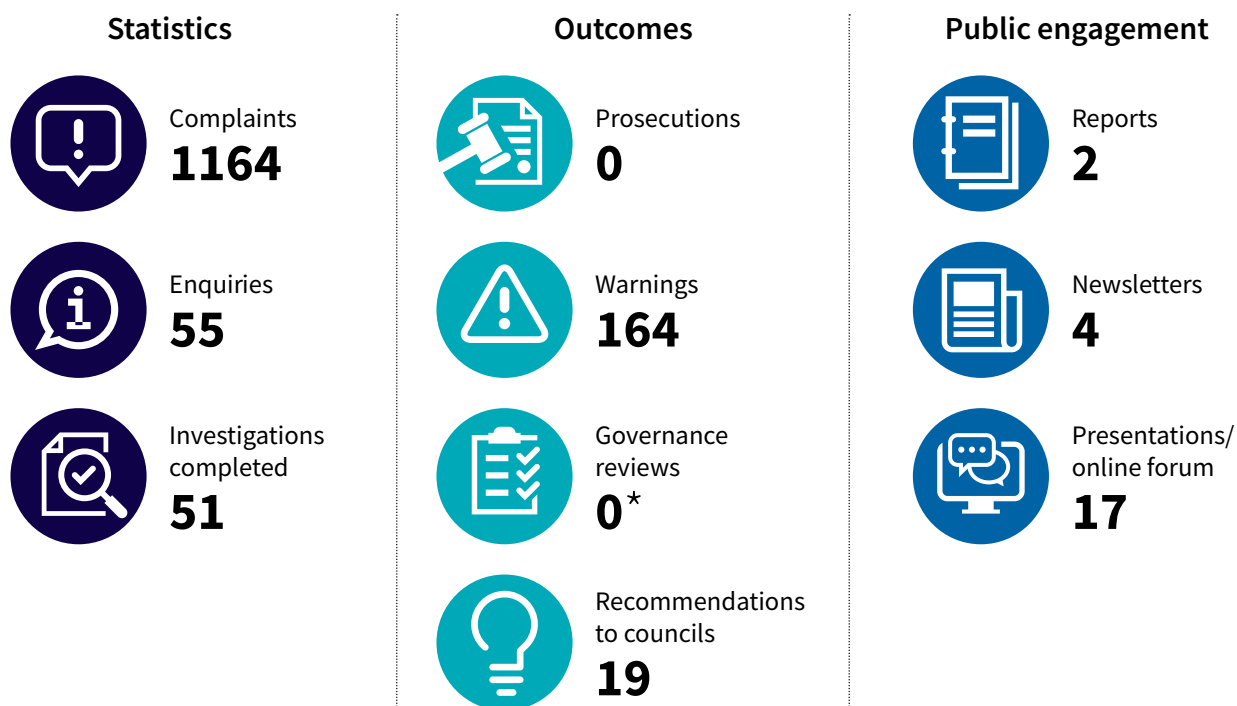 Statistics
Complaints
1164
Enquiries
55
Investigations
completed
51
Outcomes
Prosecutions
0
Warnings
164
Governance
reviews
0*
Recommendations
to councils
19
Public engagement
Reports
2
Newsletters
4
Presentations/
online forum
17